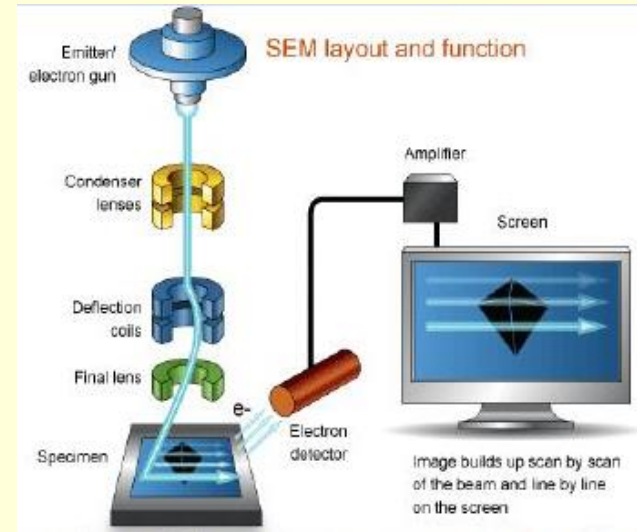 SEM layout and function
Emitter/
electron gun
Condenser
lenses
Amplifier
Screen
Deflection
coils
Final lens
e-
Electron
detector
Specimen
Image builds up scan by scan
of the beam and line by line
on the screen